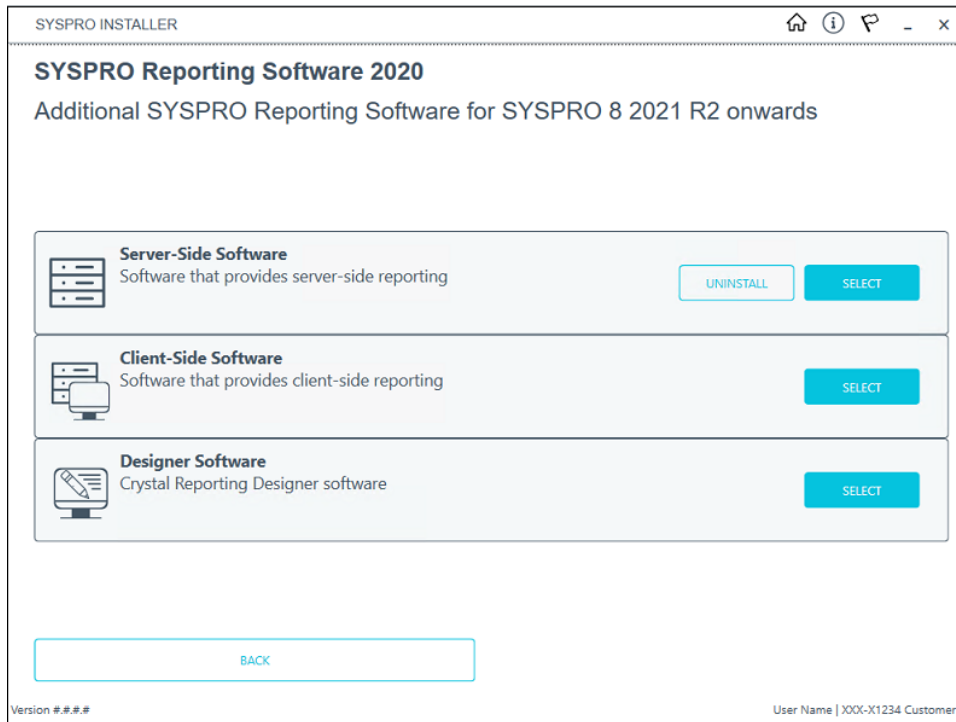 SYSPRO INSTALLER
SYSPRO Reporting Software 2020
Additional SYSPRO Reporting Software for SYSPRO 8 2021 R2 onwards
Server-Side Software
Software that provides server-side reporting
UNINSTALL
SELECT
Client-Side Software
Software that provides client-side reporting
SELECT
Designer Software
Crystal Reporting Designer software
SELECT
BACK
Version #.#.#.#
User Name | XXX-X1234 Customer